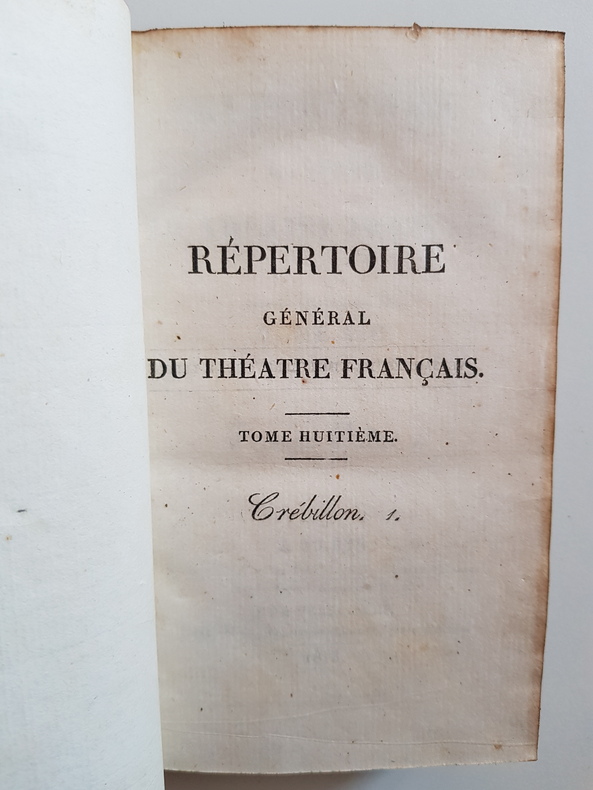 RÉPERTOIRE
GÉNÉRAL
DU THÉATRE FRANÇAIS.
TOME HUITIÈME.
Crébillon. 1.